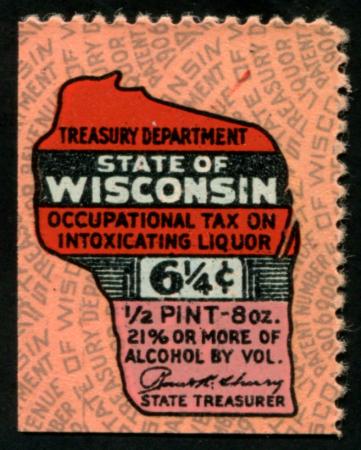 TREASURY DEPARTMENT
STATE OF
WISCONSIN
OCCUPATIONAL TAX ON
INTOXICATING LIQUOR
6¼¢
½ PINT-8 oz.
21% OR MORE OF
ALCOHOL BY VOL.
STATE TREASURER